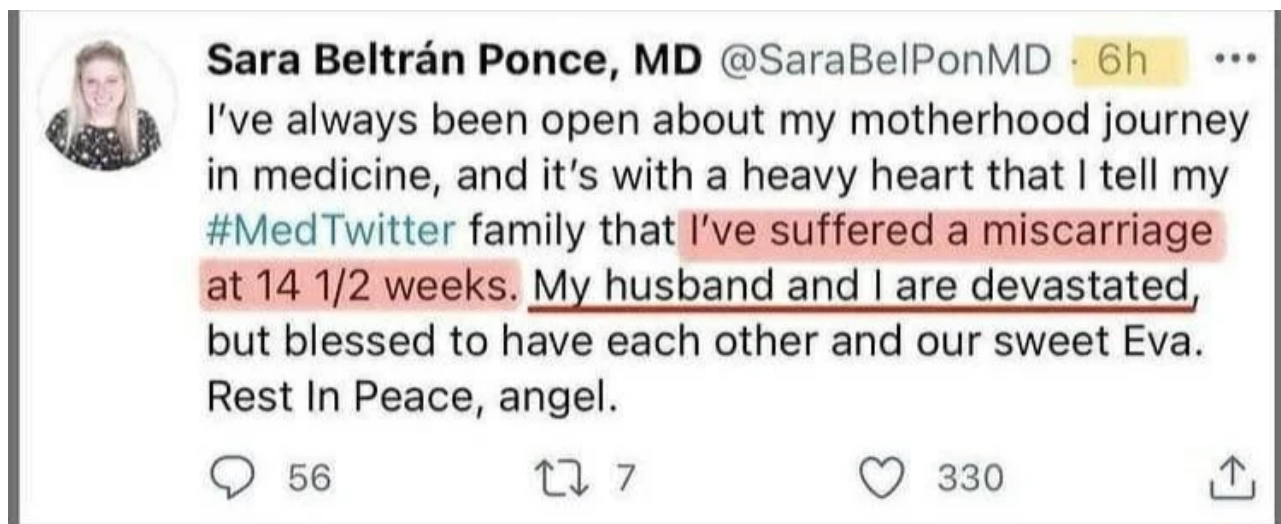 Sara Beltrán Ponce, MD @SaraBelPonMD · 6h
I've always been open about my motherhood journey
in medicine, and it's with a heavy heart that I tell my
#MedTwitter family that I've suffered a miscarriage
at 14 1/2 weeks. My husband and I are devastated,
but blessed to have each other and our sweet Eva.
Rest In Peace, angel.
56 7 330